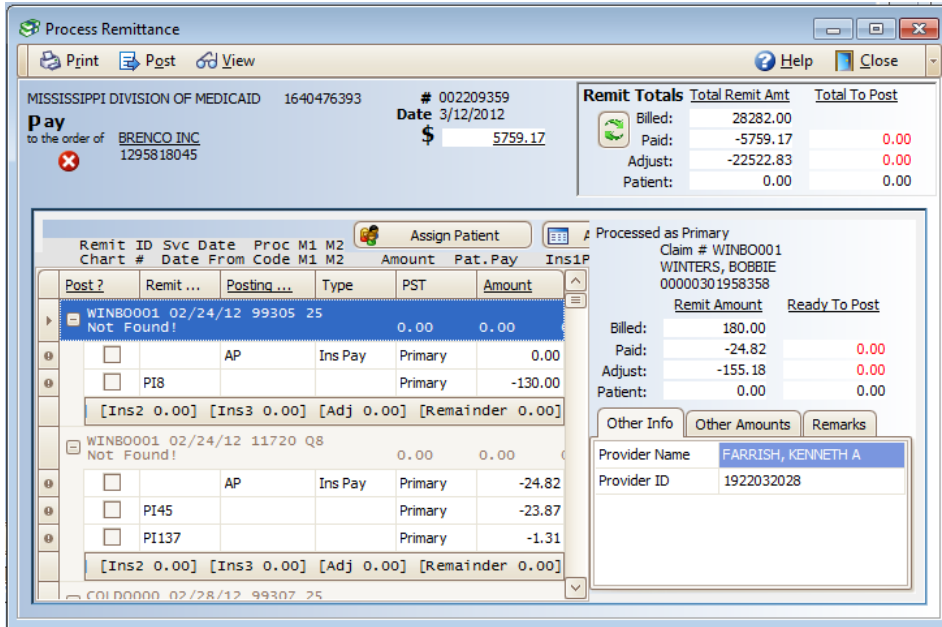 Process Remittance
Print Post View Help Close
MISSISSIPPI DIVISION OF MEDICAID 1640476393 # 002209359
Date 3/12/2012
Pay
to the order of BRENCO INC $ 5759.17
1295818045
Remit Totals Total Remit Amt Total To Post
Billed: 28282.00
Paid: -5759.17 0.00
Adjust: -22522.83 0.00
Patient: 0.00 0.00
Assign Patient
Remit ID Svc Date Proc M1 M2
Chart # Date From Code M1 M2 Amount Pat.Pay Ins1P
Post ? Remit ... Posting ... Type PST Amount
WINBO001 02/24/12 99305 25
Not Found! 0.00 0.00
AP Ins Pay Primary 0.00
PI8 Primary -130.00
[Ins2 0.00] [Ins3 0.00] [Adj 0.00] [Remainder 0.00]
WINBO001 02/24/12 11720 Q8
Not Found! 0.00 0.00
AP Ins Pay Primary -24.82
PI45 Primary -23.87
PI137 Primary -1.31
[Ins2 0.00] [Ins3 0.00] [Adj 0.00] [Remainder 0.00]
COLDO000 02/28/12 99307 25
Processed as Primary
Claim # WINBO001
WINTERS, BOBBIE
00000301958358
Remit Amount Ready To Post
Billed: 180.00
Paid: -24.82 0.00
Adjust: -155.18 0.00
Patient: 0.00 0.00
Other Info Other Amounts Remarks
Provider Name FARRISH, KENNETH A
Provider ID 1922032028